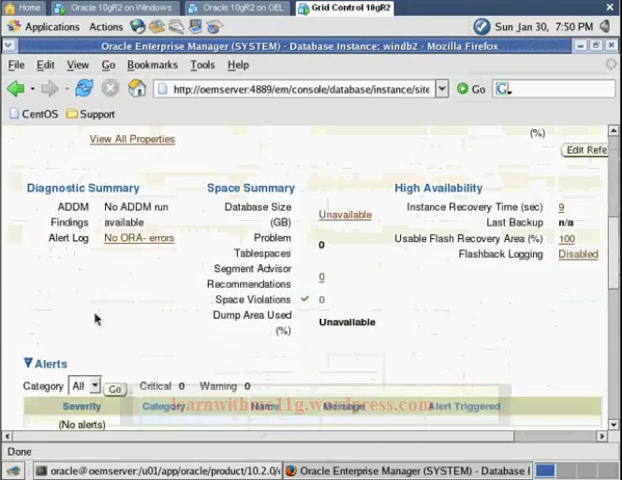 Home Oracle 10gR2 on Windows Oracle 10gR2 on OEL Grid Control 10gR2
Applications Actions Sun Jan 30, 7:50 PM
Oracle Enterprise Manager (SYSTEM) - Database Instance: windb2 - Mozilla Firefox
File Edit View Go Bookmarks Tools Help
http://oemserver:4889/em/console/database/instance/site Go
CentOS Support
View All Properties (%)
Edit Refe
Diagnostic Summary Space Summary High Availability
ADDM No ADDM run Database Size Instance Recovery Time (sec) 9
Findings available (GB) Unavailable Last Backup n/a
Alert Log No ORA- errors Problem 0 Usable Flash Recovery Area (%) 100
Tablespaces Flashback Logging Disabled
Segment Advisor
Recommendations 0
Space Violations 0
Dump Area Used Unavailable
(%)
Alerts
Category All Go Critical 0 Warning 0
Severity Category Name Message Alert Triggered
(No alerts)
Done
oracle@oemserver:/u01/app/oracle/product/10.2.0/ Oracle Enterprise Manager (SYSTEM) - Database I